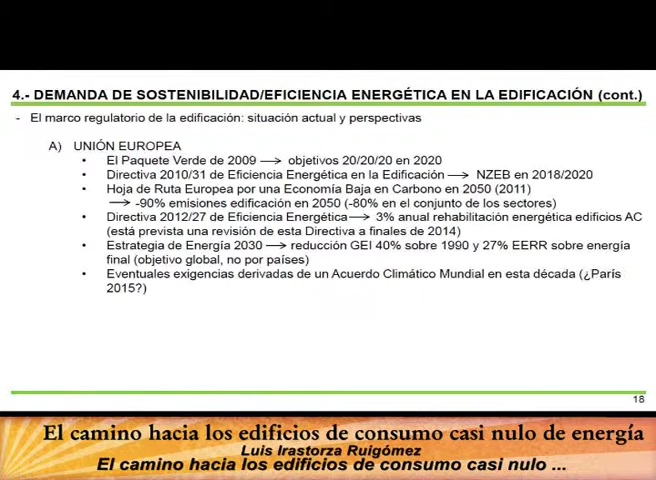 4.- DEMANDA DE SOSTENIBILIDAD/EFICIENCIA ENERGÉTICA EN LA EDIFICACIÓN (cont.)
- El marco regulatorio de la edificación: situación actual y perspectivas
A) UNIÓN EUROPEA
• El Paquete Verde de 2009 → objetivos 20/20/20 en 2020
• Directiva 2010/31 de Eficiencia Energética en la Edificación → NZEB en 2018/2020
• Hoja de Ruta Europea por una Economía Baja en Carbono en 2050 (2011)
→ -90% emisiones edificación en 2050 (-80% en el conjunto de los sectores)
• Directiva 2012/27 de Eficiencia Energética → 3% anual rehabilitación energética edificios AC
(está prevista una revisión de esta Directiva a finales de 2014)
• Estrategia de Energía 2030 → reducción GEI 40% sobre 1990 y 27% EERR sobre energía
final (objetivo global, no por países)
• Eventuales exigencias derivadas de un Acuerdo Climático Mundial en esta década (¿París
2015?)
18
El camino hacia los edificios de consumo casi nulo de energía
Luis Irastorza Ruigómez
El camino hacia los edificios de consumo casi nulo ...